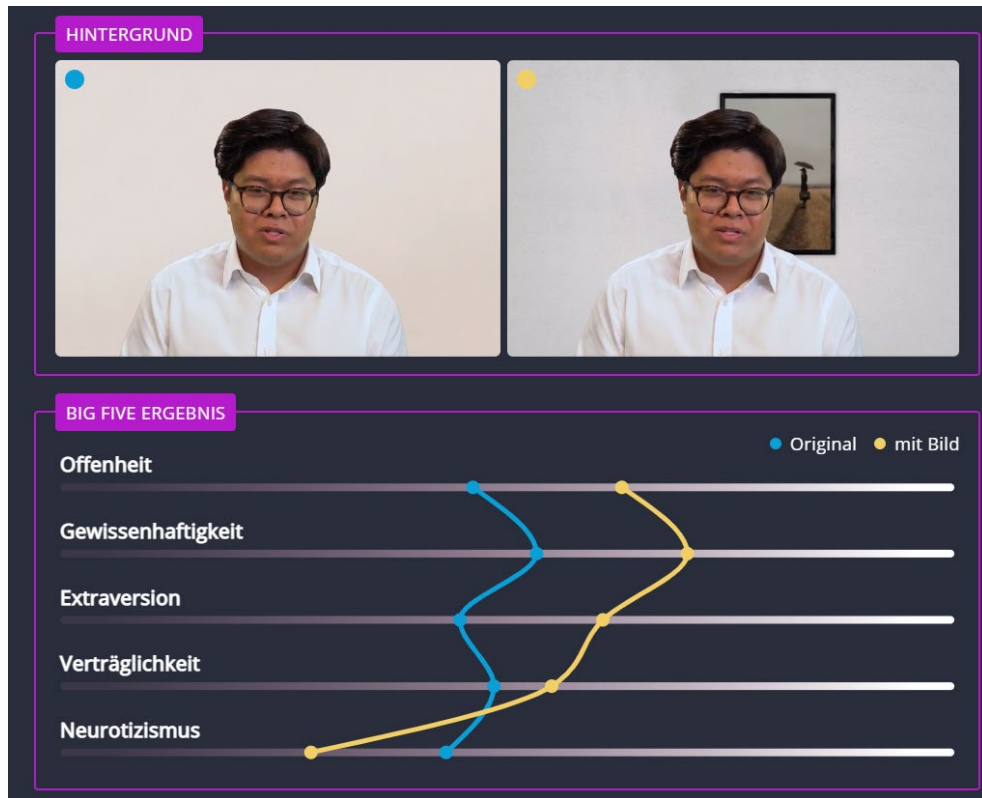 HINTERGRUND
BIG FIVE ERGEBNIS
Original mit Bild
Offenheit
Gewissenhaftigkeit
Extraversion
Verträglichkeit
Neurotizismus